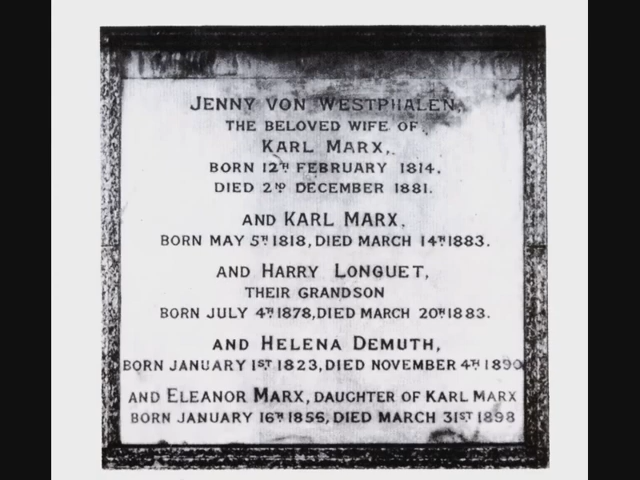 JENNY VON WESTPHALEN,
THE BELOVED WIFE OF
KARL MARX,
BORN 12TH FEBRUARY 1814,
DIED 2ND DECEMBER 1881.
AND KARL MARX,
BORN MAY 5TH 1818, DIED MARCH 14TH 1883.
AND HARRY LONGUET,
THEIR GRANDSON
BORN JULY 4TH 1878, DIED MARCH 20TH 1883.
AND HELENA DEMUTH,
BORN JANUARY 1ST 1823, DIED NOVEMBER 4TH 1890
AND ELEANOR MARX, DAUGHTER OF KARL MARX
BORN JANUARY 16TH 1856, DIED MARCH 31ST 1898